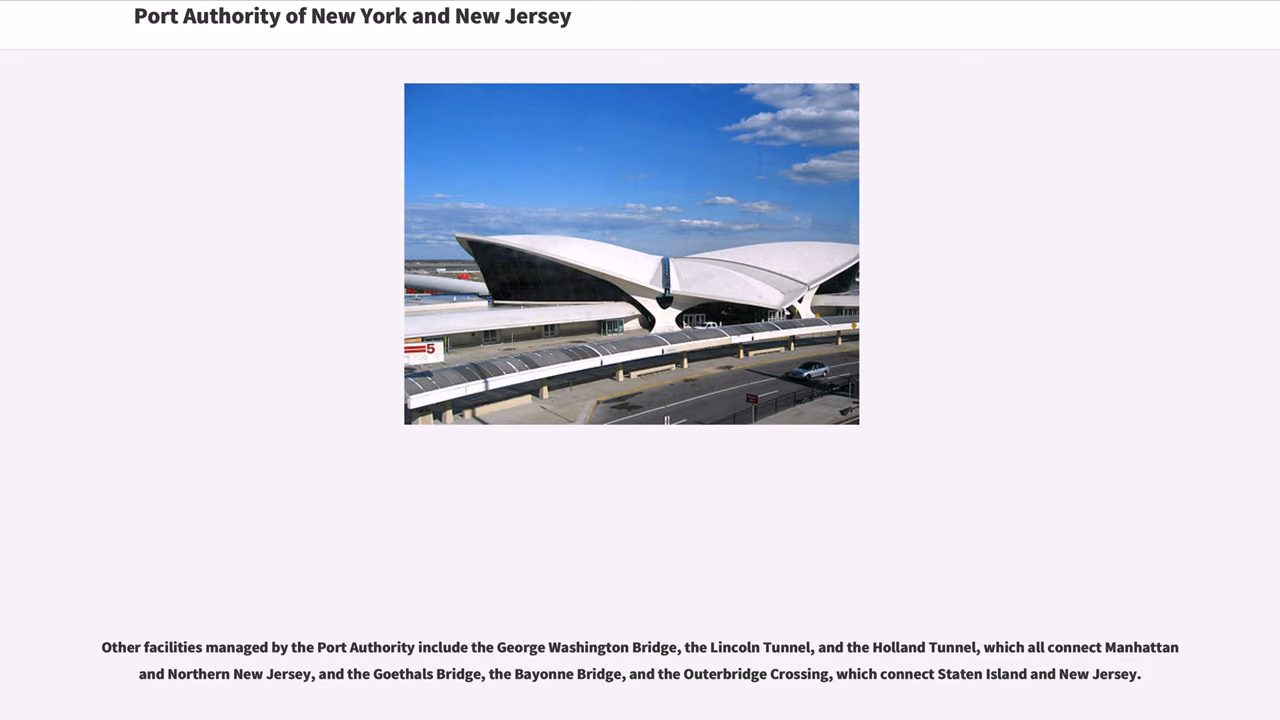 Port Authority of New York and New Jersey
5
Other facilities managed by the Port Authority include the George Washington Bridge, the Lincoln Tunnel, and the Holland Tunnel, which all connect Manhattan
and Northern New Jersey, and the Goethals Bridge, the Bayonne Bridge, and the Outerbridge Crossing, which connect Staten Island and New Jersey.